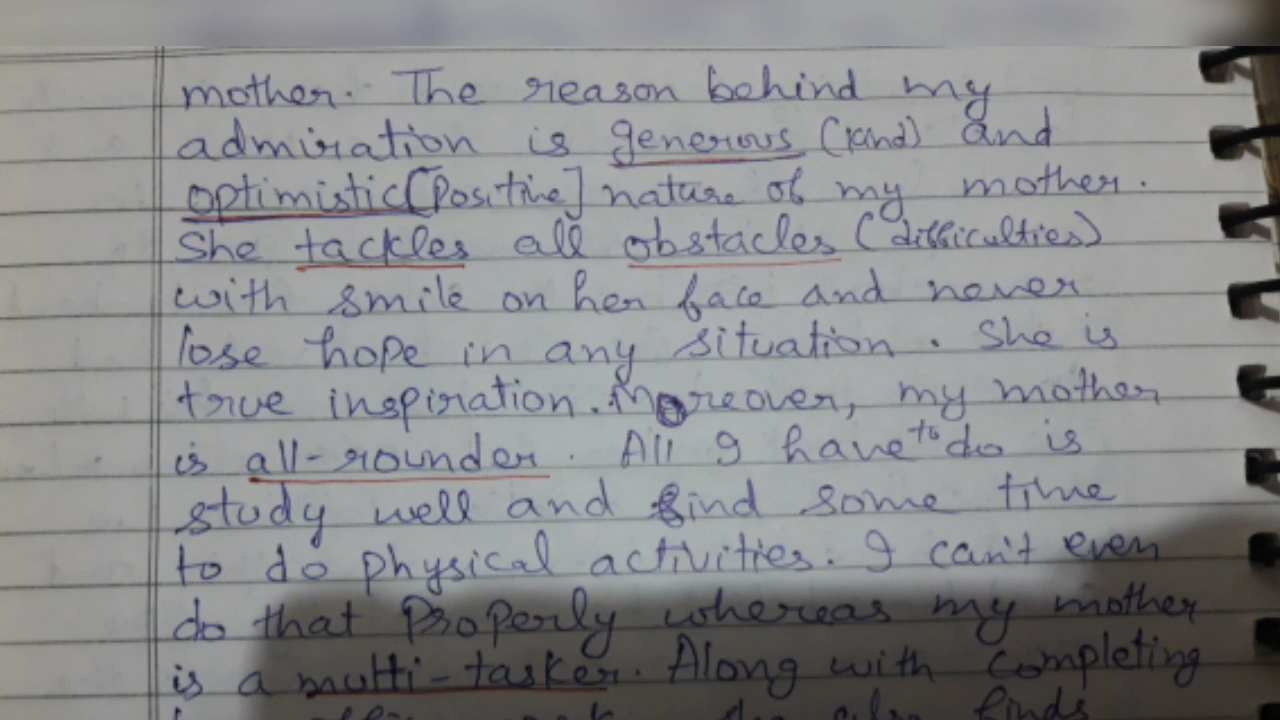 mother. The reason behind my
admiration is generous (kind) and
optimistic [Positive] nature of my mother.
She tackles all obstacles (difficulties)
with smile on her face and never
lose hope in any situation. She is
true inspiration. Moreover, my mother
is all-rounder. All I have to do is
study well and find some time
to do physical activities. I can't even
do that Properly whereas my mother
is a multi-tasker. Along with completing
also finds